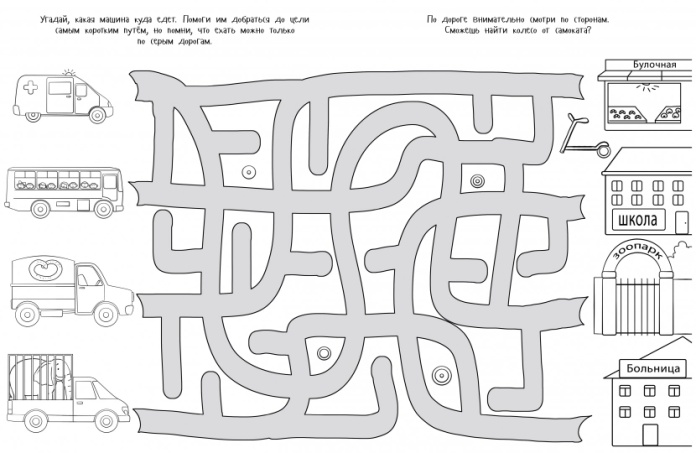 Угадай, какая машина куда едет. Помоги им добраться до цели
самым коротким путём, но помни, что ехать можно только
по серым дорогам.
По дороге внимательно смотри по сторонам.
Сможешь найти колесо от самоката?
Булочная
ШКОЛА
зоопарк
Больница